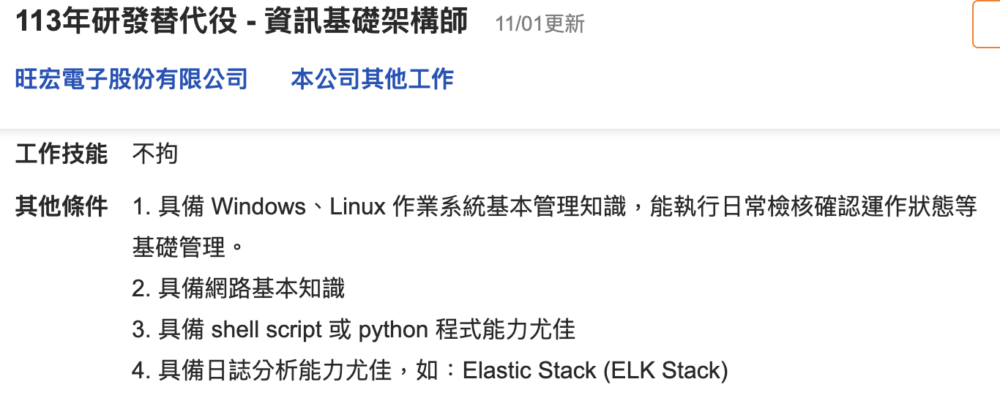 113年研發替代役 - 資訊基礎架構師 11/01更新
旺宏電子股份有限公司 本公司其他工作
工作技能 不拘
其他條件 1. 具備 Windows、Linux 作業系統基本管理知識，能執行日常檢核確認運作狀態等
基礎管理。
2. 具備網路基本知識
3. 具備 shell script 或 python 程式能力尤佳
4. 具備日誌分析能力尤佳，如：Elastic Stack (ELK Stack)